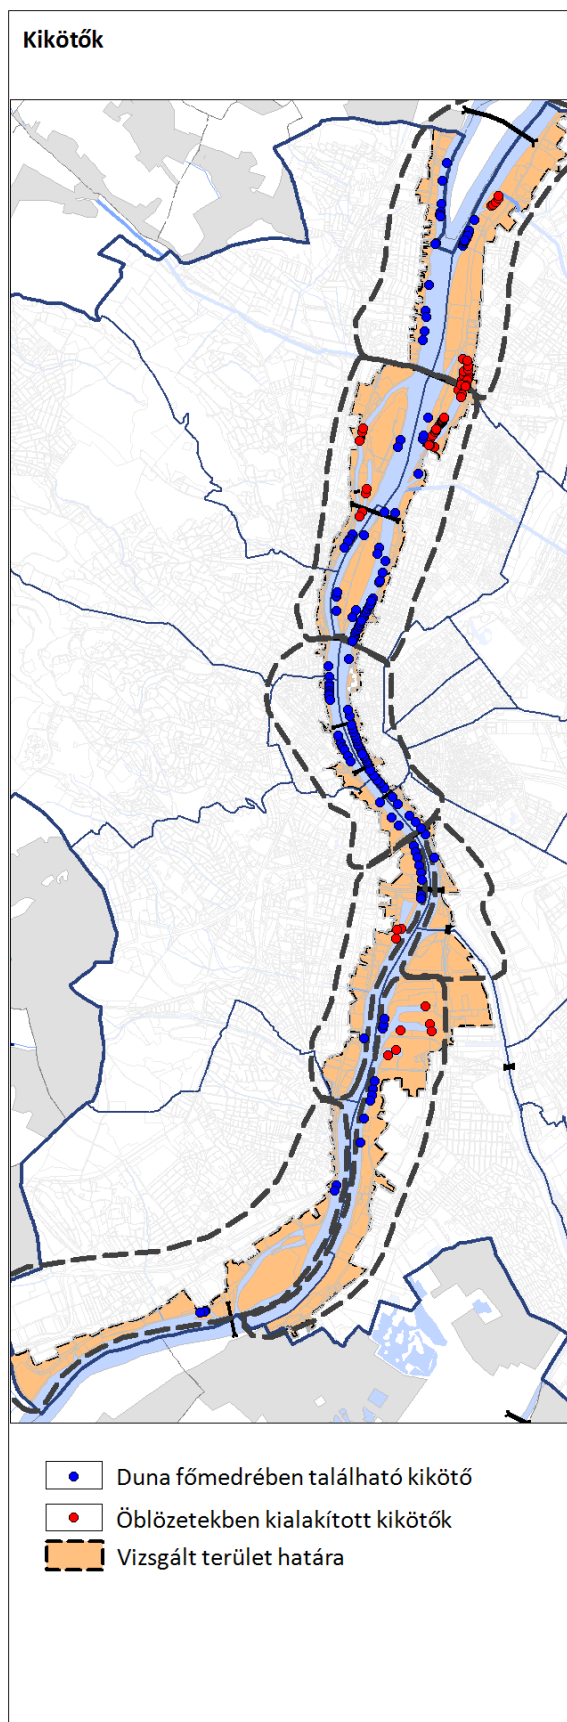 Kikötők
Duna főmedrében található kikötő
Öblözetekben kialakított kikötők
Vizsgált terület határa